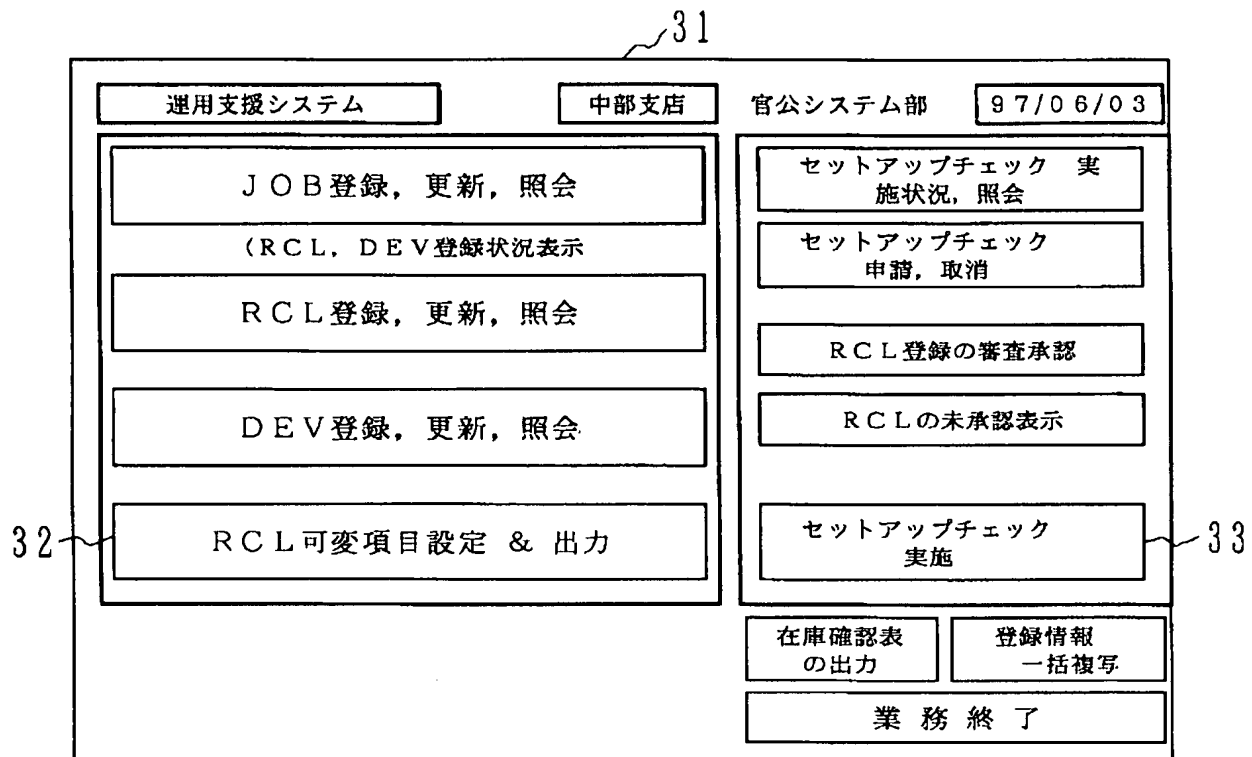 31
運用支援システム
中部支店
官公システム部
97/06/03
JOB登録，更新，照会
(RCL，DEV登録状況表示
RCL登録，更新，照会
DEV登録，更新，照会
32
RCL可変項目設定 & 出力
セットアップチェック 実
施状況，照会
セットアップチェック
申請，取消
RCL登録の審査承認
RCLの未承認表示
セットアップチェック
実施
33
在庫確認表
の出力
登録情報
一括複写
業務終了